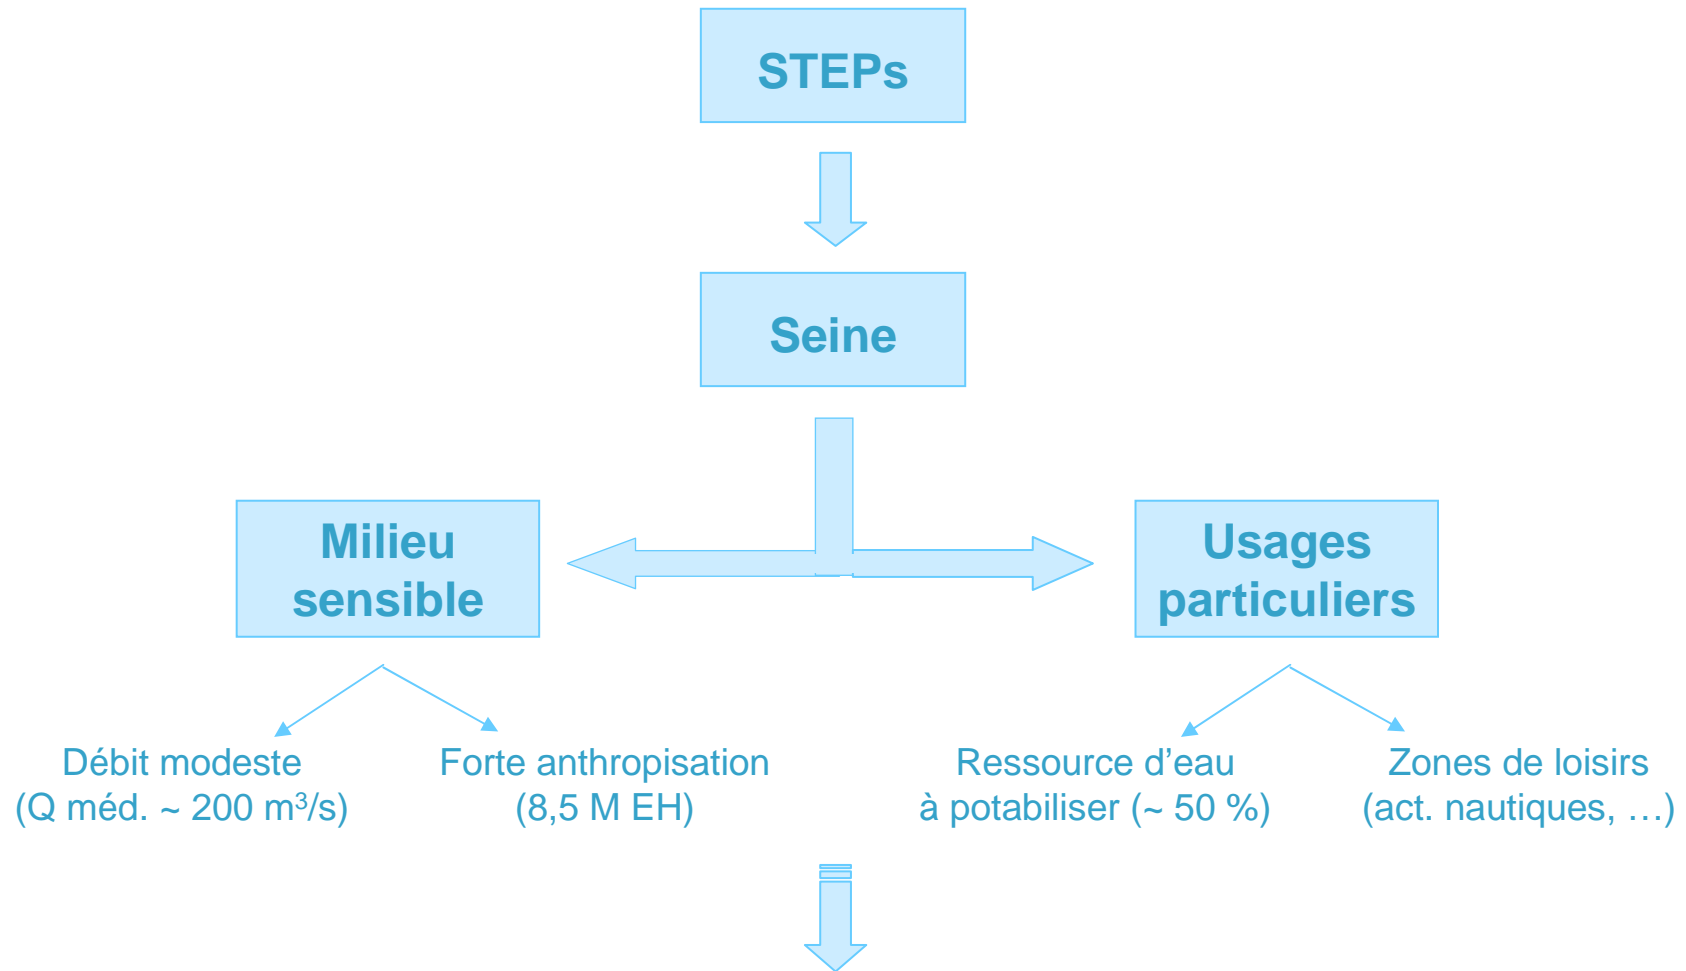 STEPs
Seine
Milieu
sensible
Usages
particuliers
Débit modeste
(Q méd. ~ 200 m³/s)
Forte anthropisation
(8,5 M EH)
Ressource d’eau
à potabiliser (~ 50 %)
Zones de loisirs
(act. nautiques, …)